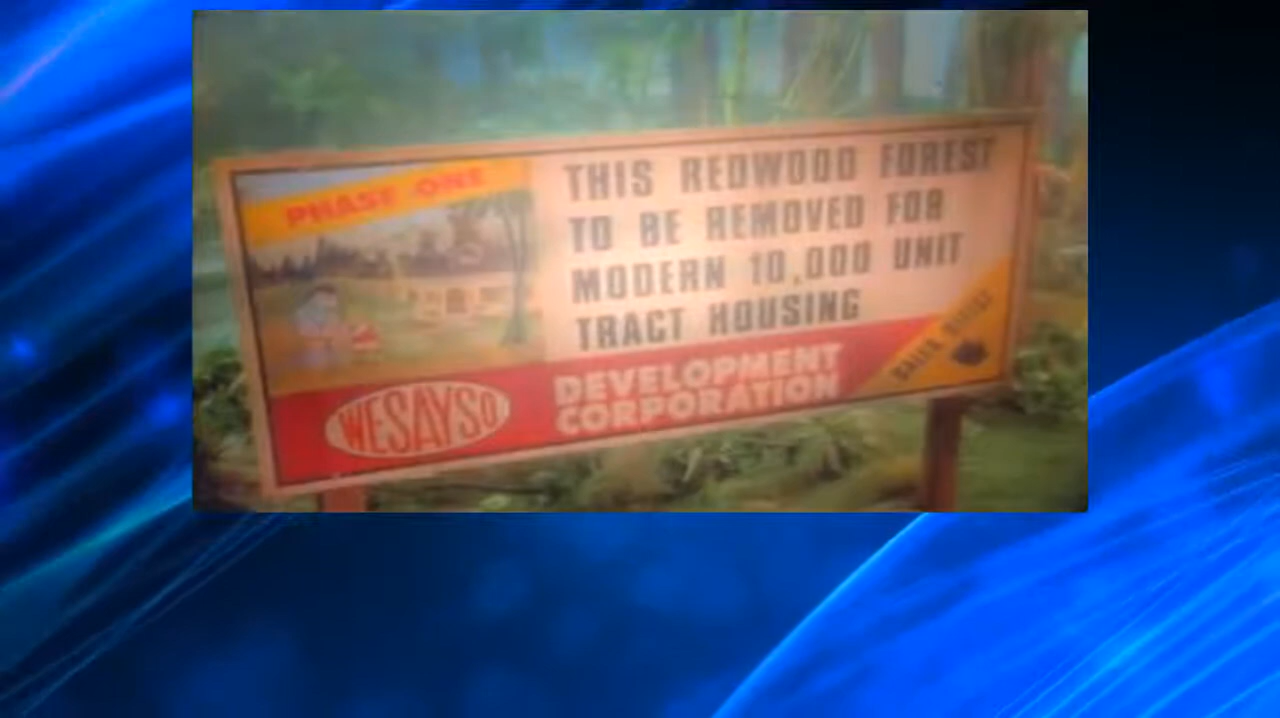 PHASE ONE
THIS REDWOOD FOREST
TO BE REMOVED FOR
MODERN 10,000 UNIT
TRACT HOUSING
WESAYSO
DEVELOPMENT
CORPORATION